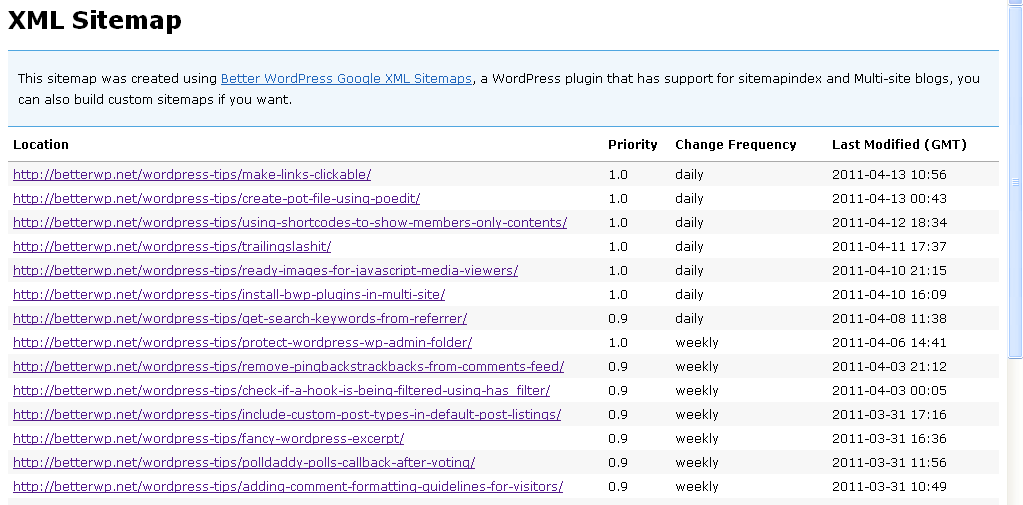 XML Sitemap
This sitemap was created using Better WordPress Google XML Sitemaps, a WordPress plugin that has support for sitemapindex and Multi-site blogs, you
can also build custom sitemaps if you want.
Location Priority Change Frequency Last Modified (GMT)
http://betterwp.net/wordpress-tips/make-links-clickable/ 1.0 daily 2011-04-13 10:56
http://betterwp.net/wordpress-tips/create-pot-file-using-poedit/ 1.0 daily 2011-04-13 00:43
http://betterwp.net/wordpress-tips/using-shortcodes-to-show-members-only-contents/ 1.0 daily 2011-04-12 18:34
http://betterwp.net/wordpress-tips/trailingslashit/ 1.0 daily 2011-04-11 17:37
http://betterwp.net/wordpress-tips/ready-images-for-javascript-media-viewers/ 1.0 daily 2011-04-10 21:15
http://betterwp.net/wordpress-tips/install-bwp-plugins-in-multi-site/ 1.0 daily 2011-04-10 16:09
http://betterwp.net/wordpress-tips/get-search-keywords-from-referrer/ 0.9 daily 2011-04-08 11:38
http://betterwp.net/wordpress-tips/protect-wordpress-wp-admin-folder/ 1.0 weekly 2011-04-06 14:41
http://betterwp.net/wordpress-tips/remove-pingbackstrackbacks-from-comments-feed/ 0.9 weekly 2011-04-03 21:12
http://betterwp.net/wordpress-tips/check-if-a-hook-is-being-filtered-using-has_filter/ 0.9 weekly 2011-04-03 00:05
http://betterwp.net/wordpress-tips/include-custom-post-types-in-default-post-listings/ 0.9 weekly 2011-03-31 17:16
http://betterwp.net/wordpress-tips/fancy-wordpress-excerpt/ 0.9 weekly 2011-03-31 16:36
http://betterwp.net/wordpress-tips/polldaddy-polls-callback-after-voting/ 0.9 weekly 2011-03-31 11:56
http://betterwp.net/wordpress-tips/adding-comment-formatting-guidelines-for-visitors/ 0.9 weekly 2011-03-31 10:49